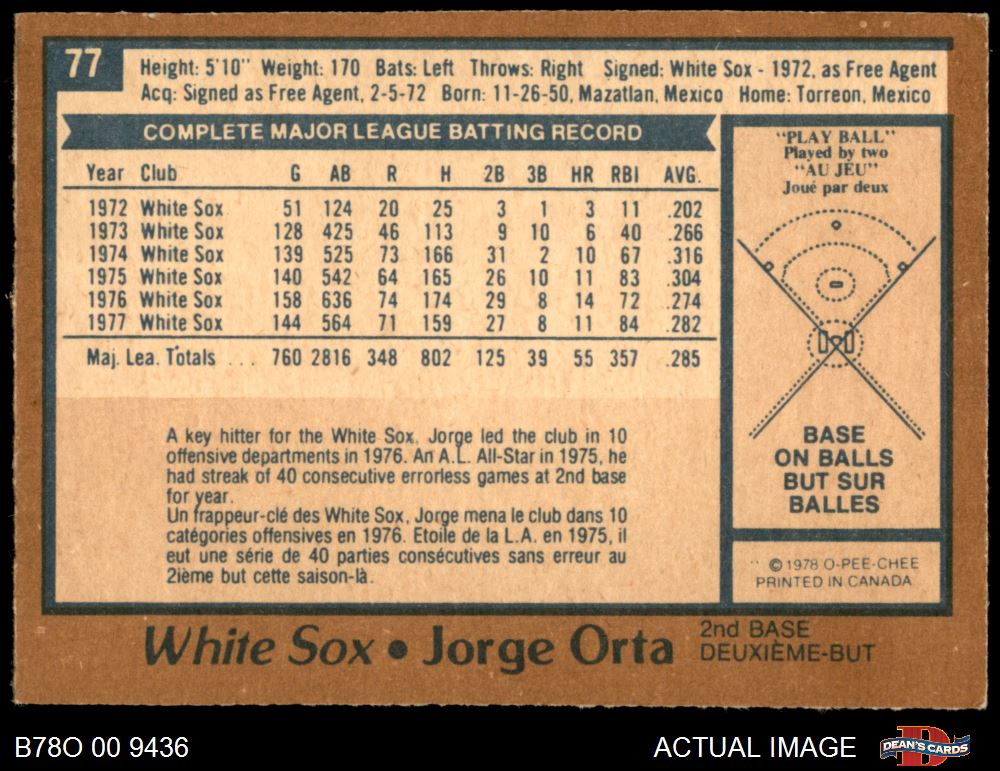 77
Height: 5'10" Weight: 170 Bats: Left Throws: Right Signed: White Sox - 1972, as Free Agent
Acq: Signed as Free Agent, 2-5-72 Born: 11-26-50, Mazatlan, Mexico Home: Torreon, Mexico
COMPLETE MAJOR LEAGUE BATTING RECORD
Year Club G AB R H 2B 3B HR RBI AVG.
1972 White Sox 51 124 20 25 3 1 3 11 .202
1973 White Sox 128 425 46 113 9 10 6 40 .266
1974 White Sox 139 525 73 166 31 2 10 67 .316
1975 White Sox 140 542 64 165 26 10 11 83 .304
1976 White Sox 158 636 74 174 29 8 14 72 .274
1977 White Sox 144 564 71 159 27 8 11 84 .282
Maj. Lea. Totals ... 760 2816 348 802 125 39 55 357 .285
A key hitter for the White Sox, Jorge led the club in 10
offensive departments in 1976. An A.L. All-Star in 1975, he
had streak of 40 consecutive errorless games at 2nd base
for year.
Un frappeur-clé des White Sox, Jorge mena le club dans 10
catégories offensives en 1976. Etoile de la L.A. en 1975, il
eut une série de 40 parties consécutives sans erreur au
2ième but cette saison-là.
"PLAY BALL"
Played by two
"AU JEU"
Joué par deux
BASE
ON BALLS
BUT SUR
BALLES
© 1978 O-PEE-CHEE
PRINTED IN CANADA
White Sox • Jorge Orta
2nd BASE
DEUXIÈME-BUT
B78O 00 9436
ACTUAL IMAGE
DEAN'S CARDS